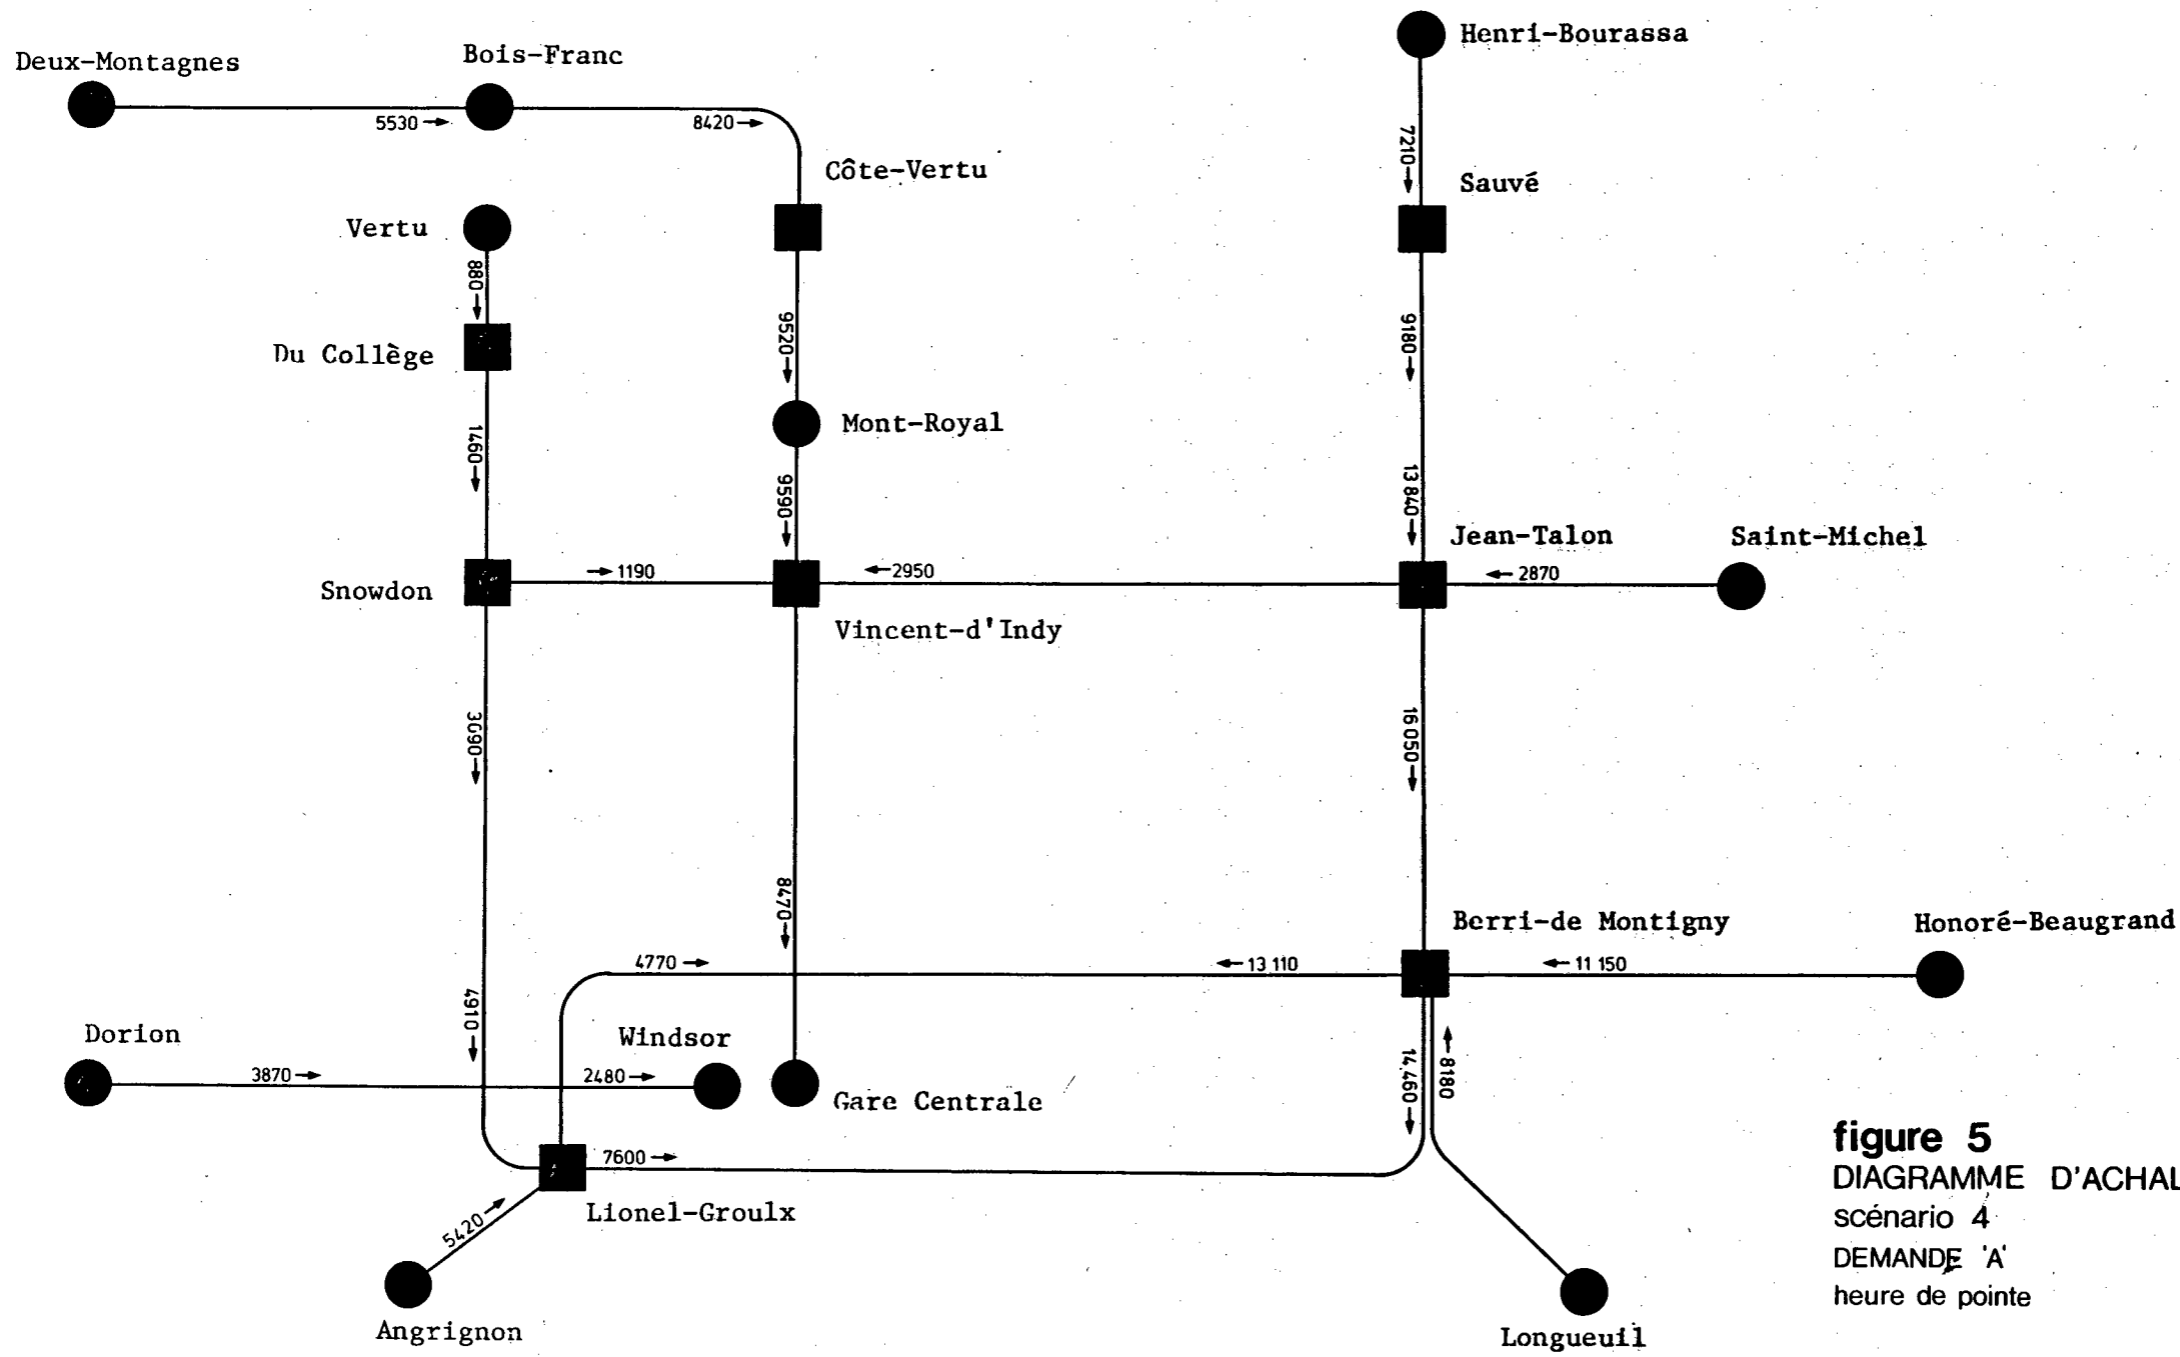 Henri-Bourassa
Bois-Franc
Deux-Montagnes
5530
8420
7210
Côte-Vertu
Sauvé
Vertu
880
9520
9180
Du Collège
Mont-Royal
1460
9590
13 840
Jean-Talon
Saint-Michel
1190
2950
2870
Snowdon
Vincent-d'Indy
16 050
8470
Berri-de Montigny
Honoré-Beaugrand
4770
13 110
11 150
4910
Dorion
Windsor
3870
2480
Gare Centrale
14 460
8180
7600
Lionel-Groulx
5420
Angrignon
Longueuil
figure 5
DIAGRAMME D'ACHAL
scénario 4
DEMANDE 'A'
heure de pointe